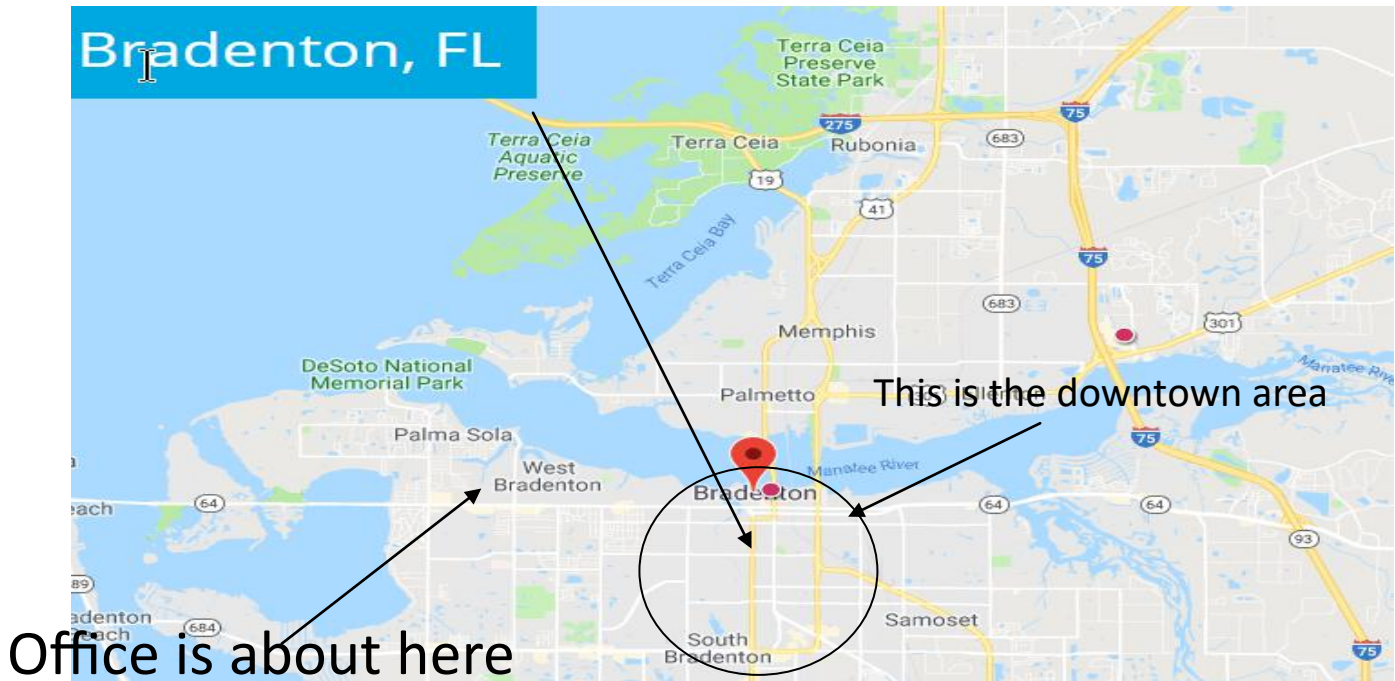 Bradenton, FL
Terra Ceia
Preserve
State Park
75
275
Terra Ceia
Aquatic
Preserve
Terra Ceia
Rubonia
683
19
41
Terra Ceia Bay
75
683
301
Memphis
DeSoto National
Memorial Park
Manatee
Palmetto
This is the downtown area
Palma Sola
75
West
Bradenton
Manatee River
Bradenton
64
each
64
64
93
89
adenton
each
684
Samoset
Office is about here
South
Bradenton
75